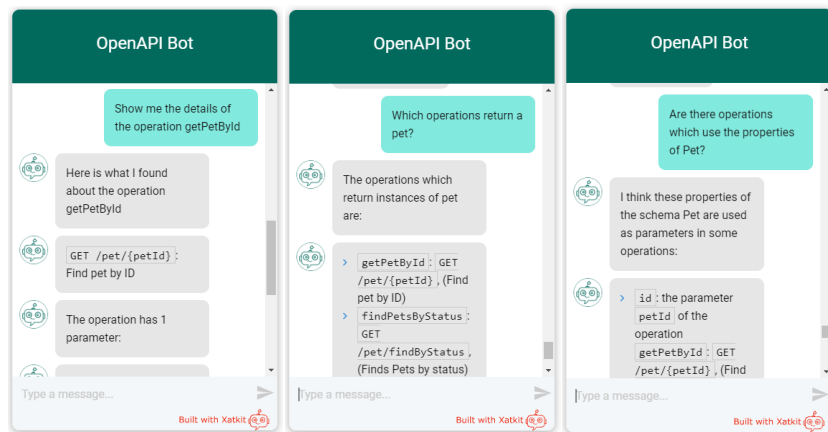 OpenAPI Bot
Show me the details of
the operation getPetById
Here is what I found
about the operation
getPetById
GET /pet/{petId}:
Find pet by ID
The operation has 1
parameter:
Type a message...
Built with Xatkit
OpenAPI Bot
Which operations return a
pet?
The operations which
return instances of pet
are:
getPetById: GET
/pet/{petId}, (Find
pet by ID)
findPetsByStatus:
GET
/pet/findByStatus,
(Finds Pets by status)
Type a message...
Built with Xatkit
OpenAPI Bot
Are there operations
which use the properties
of Pet?
I think these properties of
the schema Pet are used
as parameters in some
operations:
id: the parameter
petId of the
operation
getPetById: GET
/pet/{petId}, (Find
Type a message...
Built with Xatkit